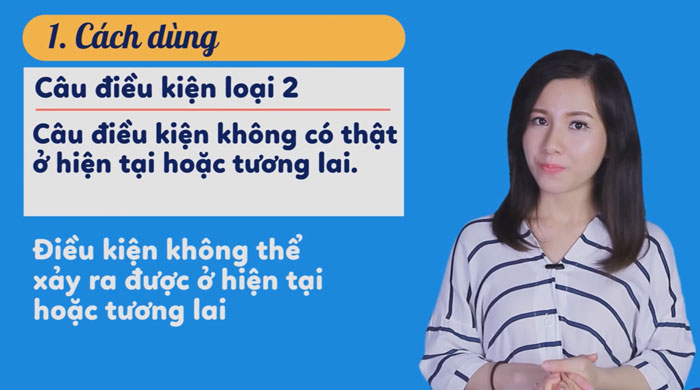 1. Cách dùng
Câu điều kiện loại 2
Câu điều kiện không có thật
ở hiện tại hoặc tương lai.
Điều kiện không thể
xảy ra được ở hiện tại
hoặc tương lai